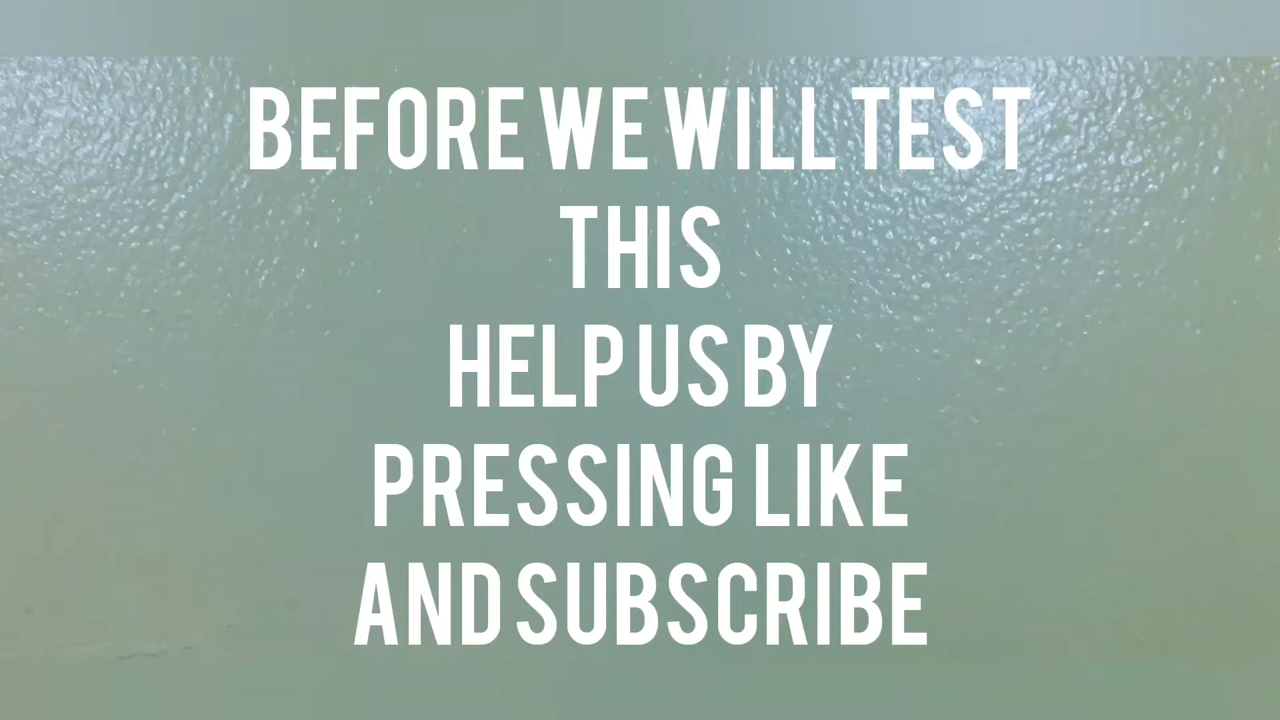 BEFORE WE WILL TEST
THIS
HELP US BY
PRESSING LIKE
AND SUBSCRIBE